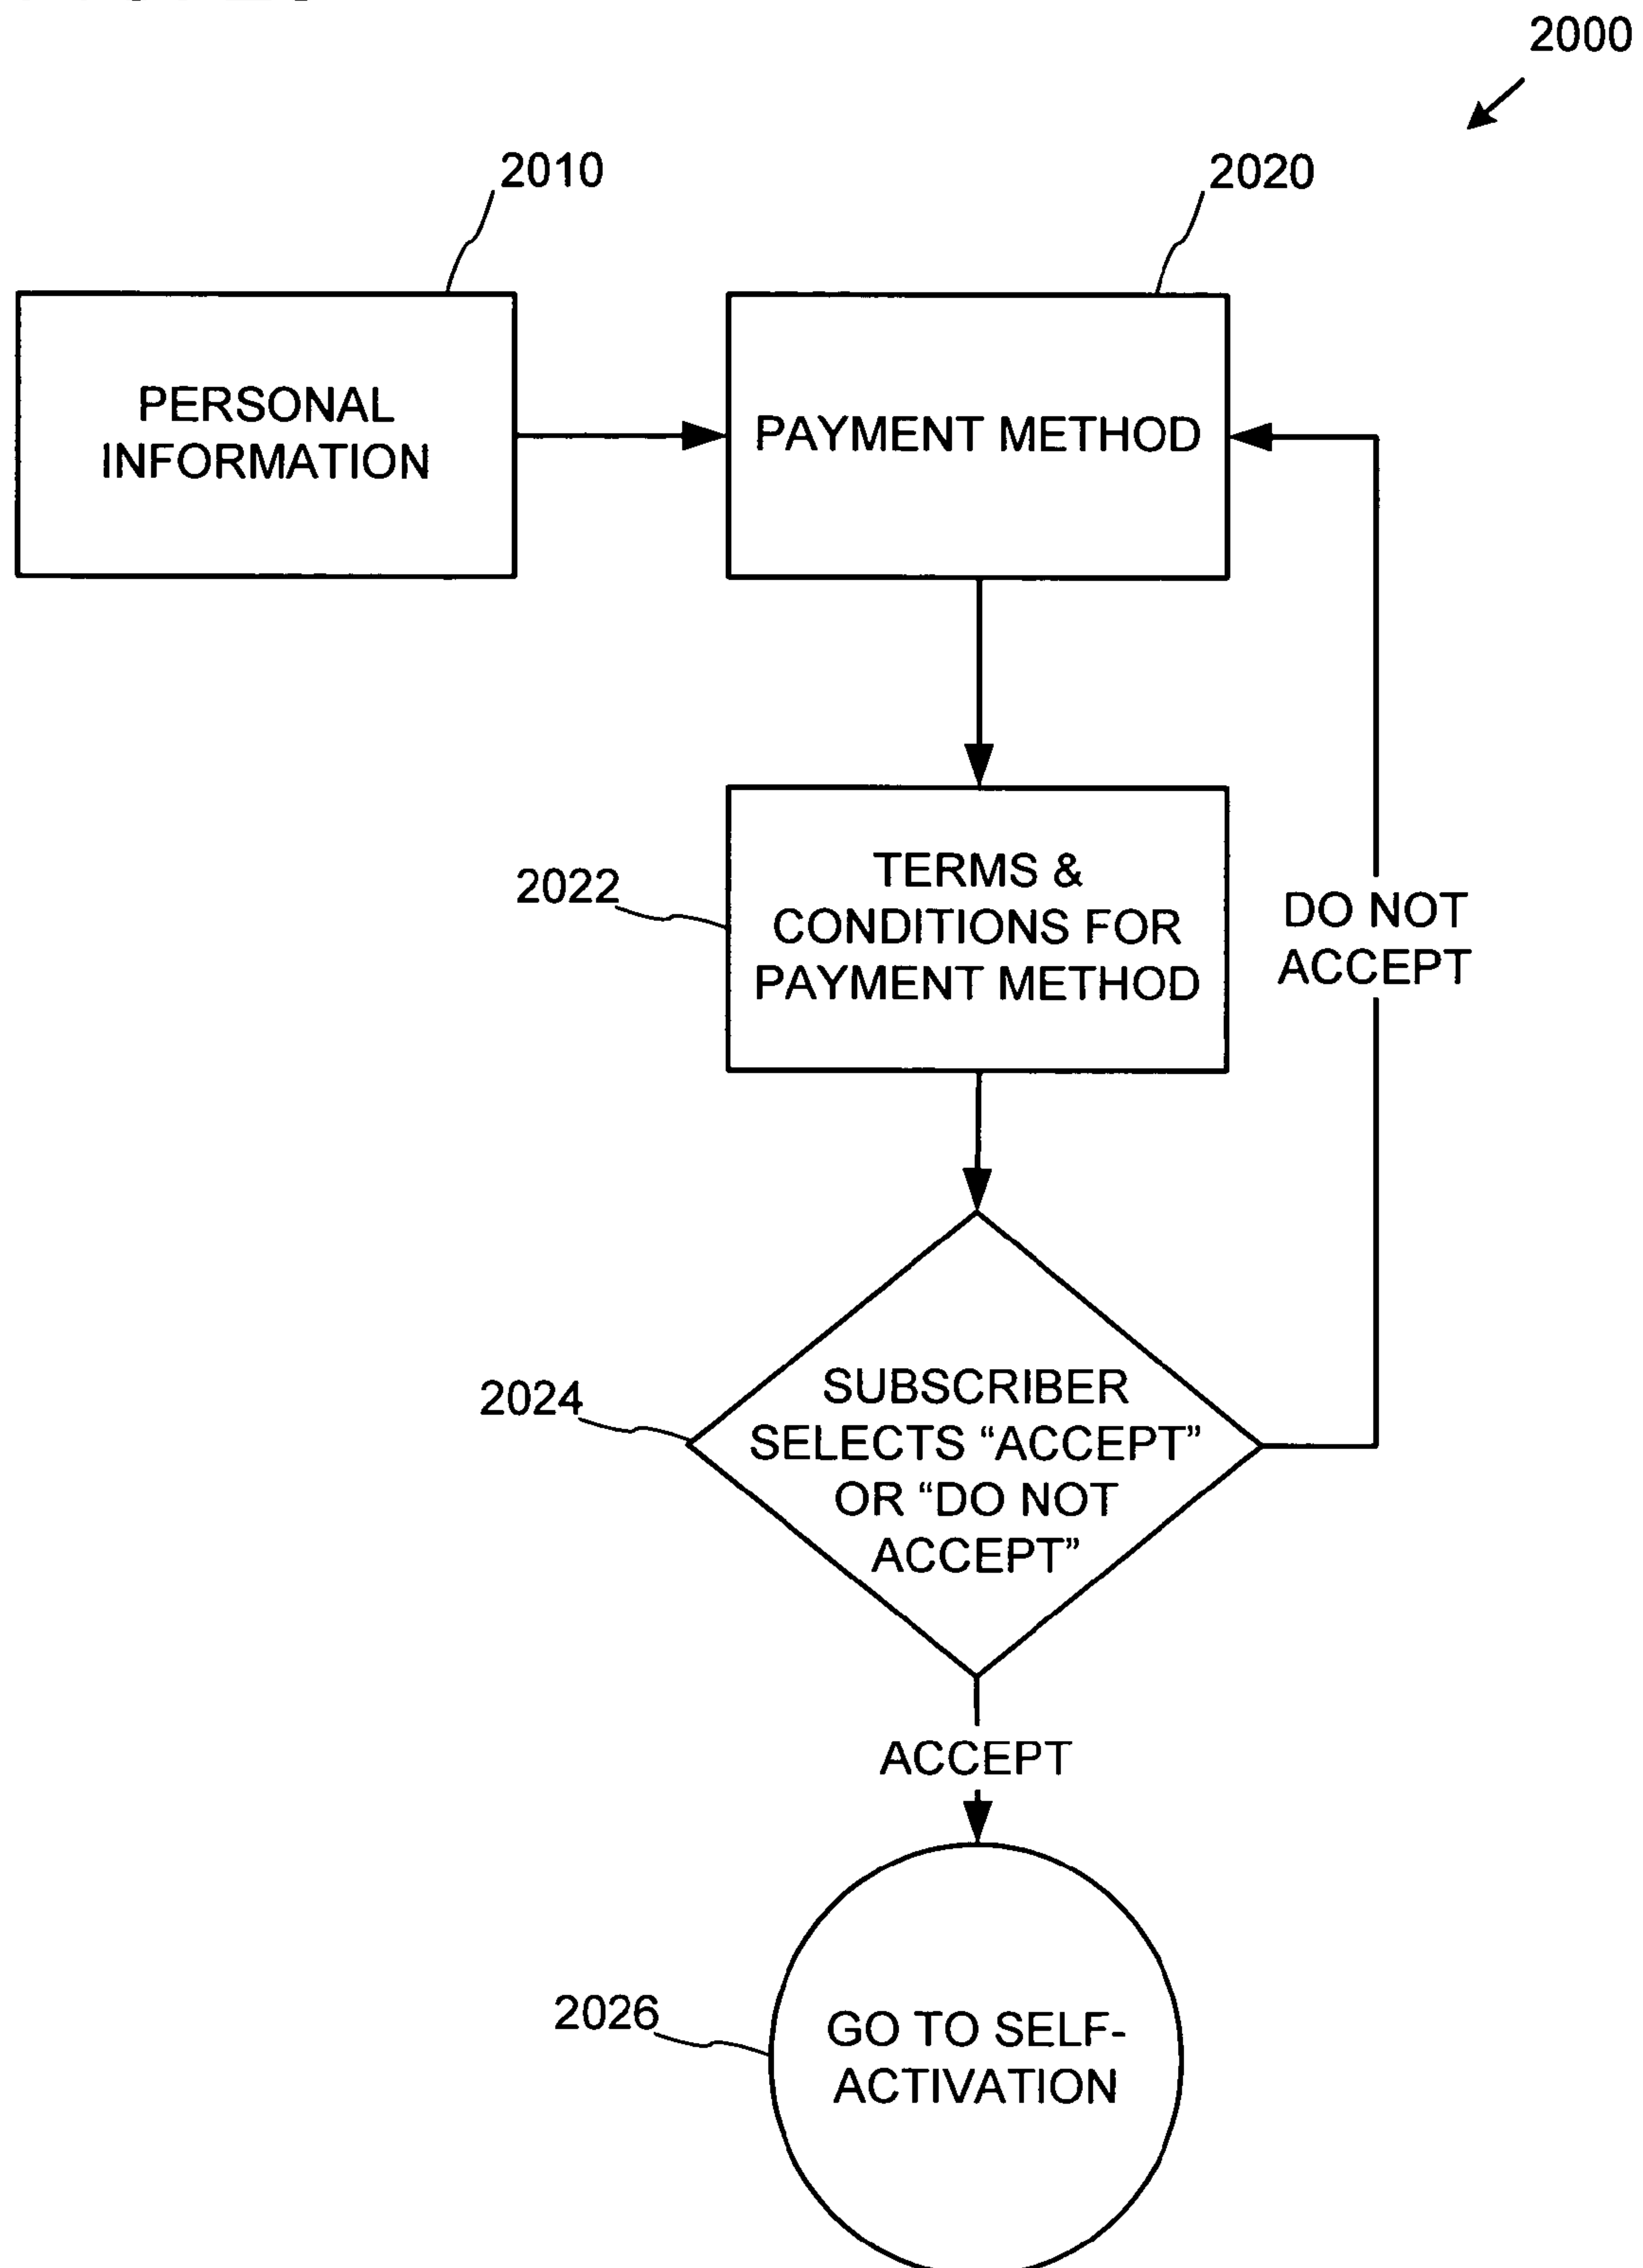 2000
2010
2020
PERSONAL
INFORMATION
PAYMENT METHOD
2022
TERMS &
CONDITIONS FOR
PAYMENT METHOD
DO NOT
ACCEPT
2024
SUBSCRIBER
SELECTS “ACCEPT”
OR “DO NOT
ACCEPT”
ACCEPT
2026
GO TO SELF-
ACTIVATION